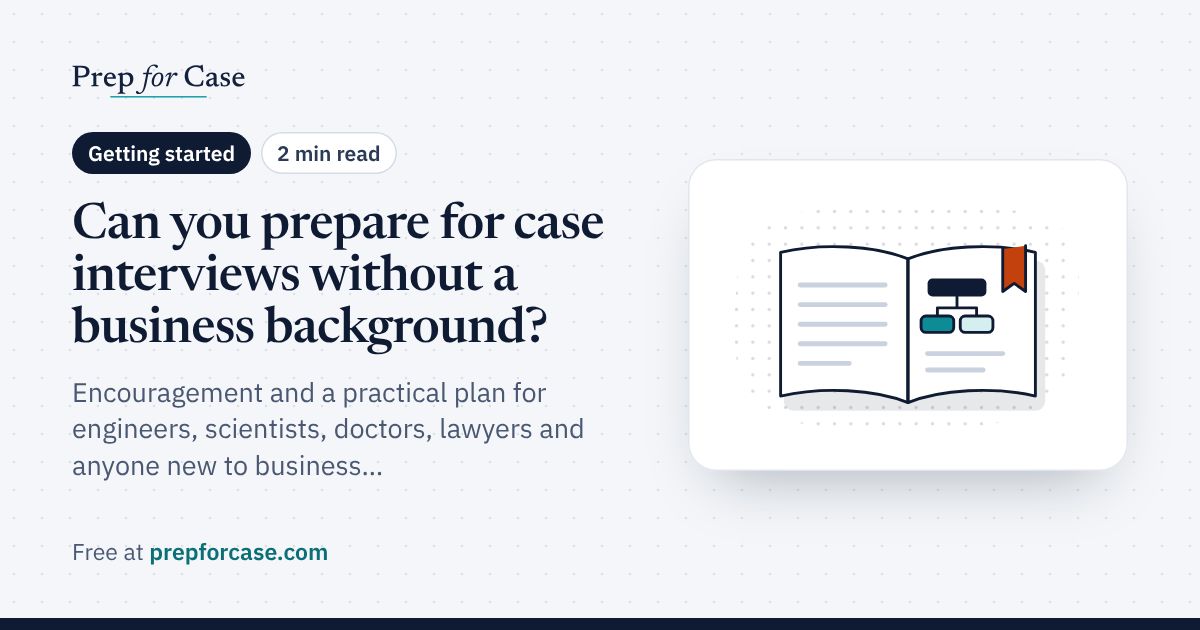 Prep for Case
Getting started
2 min read
Can you prepare for case
interviews without a
business background?
Encouragement and a practical plan for
engineers, scientists, doctors, lawyers and
anyone new to business...
Free at prepforcase.com